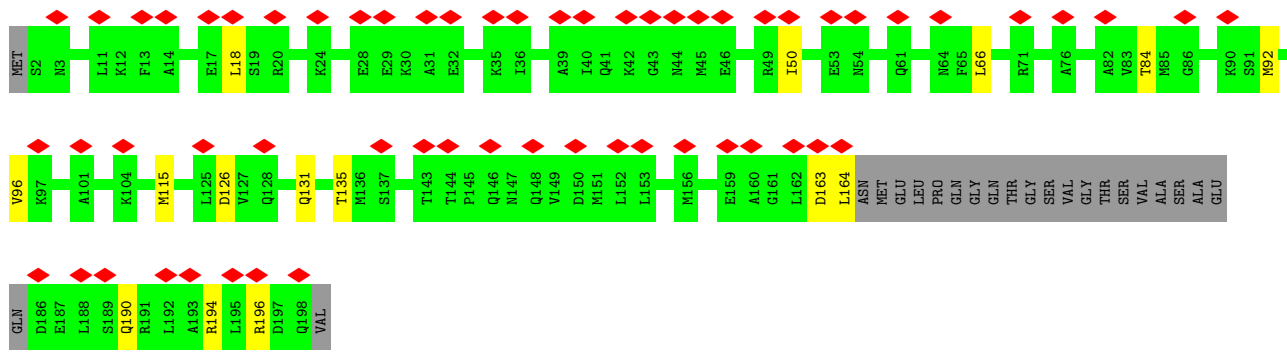 MET S2 N3 L11 K12 F13 A14 E17 L18 S19 R20 K24 E28 E29 K30 A31 E32 K35 I36 A39 I40 Q41 K42 G43 N44 M45 E46 R49 I50 E53 N54 Q61 N64 F65 L66 R71 A76 A82 V83 T84 M85 G86 K90 S91 M92
V96 K97 A101 K104 M115 L125 D126 V127 Q128 Q131 T135 M136 S137 T143 T144 P145 Q146 N147 Q148 V149 D150 M151 L152 L153 M156 E159 A160 G161 L162 D163 L164 ASN MET GLU LEU PRO GLN GLY GLN THR GLY SER VAL GLY THR THR SER VAL ALA SER ALA GLU
GLN D186 E187 L188 S189 Q190 R191 L192 A193 R194 L195 R196 D197 Q198 VAL